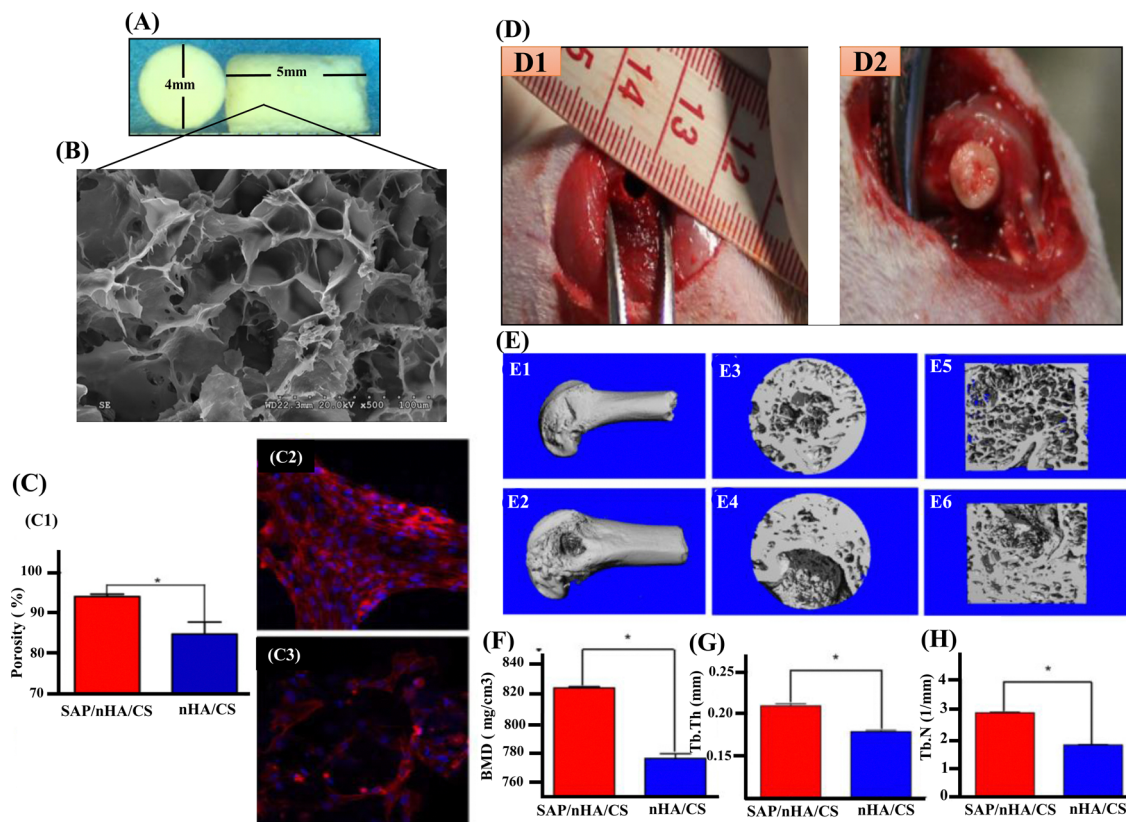 (A)
4mm
5mm
(B)
SE
WD22.3mm 20.0kV x500 100um
(C)
(C1)
Porosity ( %)
100
90
80
70
*
SAP/nHA/CS
nHA/CS
(C2)
(C3)
(D)
D1
15
14
13
12
D2
(E)
E1
E3
E5
E2
E4
E6
(F)
BMD ( mg/cm3)
840
820
800
780
760
*
SAP/nHA/CS
nHA/CS
(G)
Tb.Th (mm)
0.25
0.20
0.15
*
SAP/nHA/CS
nHA/CS
(H)
Tb.N (1/mm)
5
4
3
2
1
0
*
SAP/nHA/CS
nHA/CS